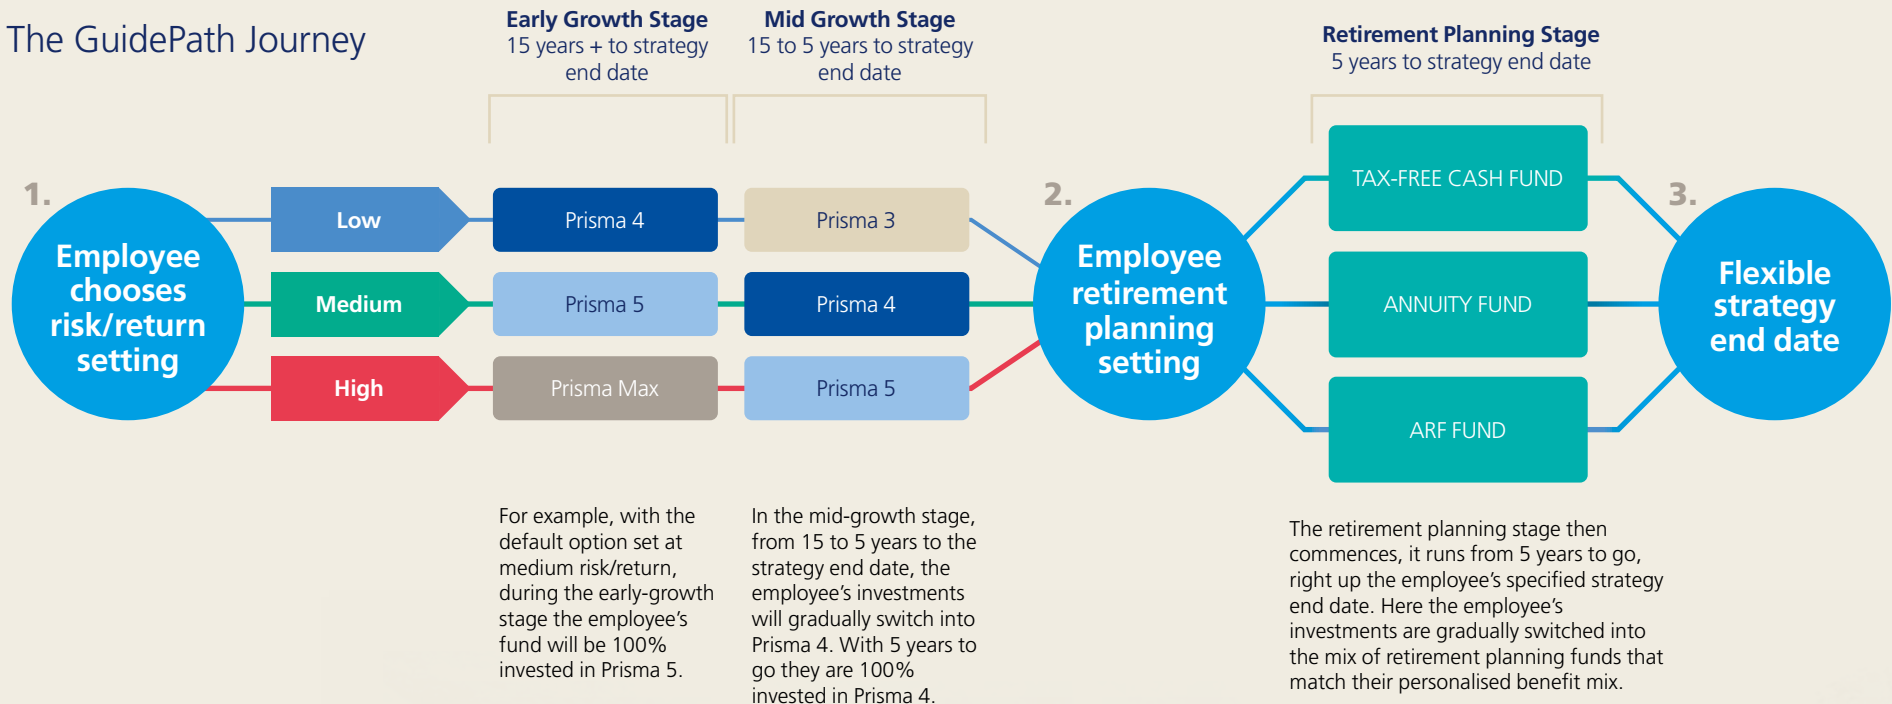 The GuidePath Journey
Early Growth Stage
15 years + to strategy
end date
Mid Growth Stage
15 to 5 years to strategy
end date
Retirement Planning Stage
5 years to strategy end date
1.
Employee
chooses
risk/return
setting
Low
Medium
High
Prisma 4
Prisma 5
Prisma Max
Prisma 3
Prisma 4
Prisma 5
2.
Employee
retirement
planning
setting
TAX-FREE CASH FUND
ANNUITY FUND
ARF FUND
3.
Flexible
strategy
end date
For example, with the
default option set at
medium risk/return,
during the early-growth
stage the employee's
fund will be 100%
invested in Prisma 5.
In the mid-growth stage,
from 15 to 5 years to the
strategy end date, the
employee's investments
will gradually switch into
Prisma 4. With 5 years to
go they are 100%
invested in Prisma 4.
The retirement planning stage then
commences, it runs from 5 years to go,
right up the employee's specified strategy
end date. Here the employee's
investments are gradually switched into
the mix of retirement planning funds that
match their personalised benefit mix.